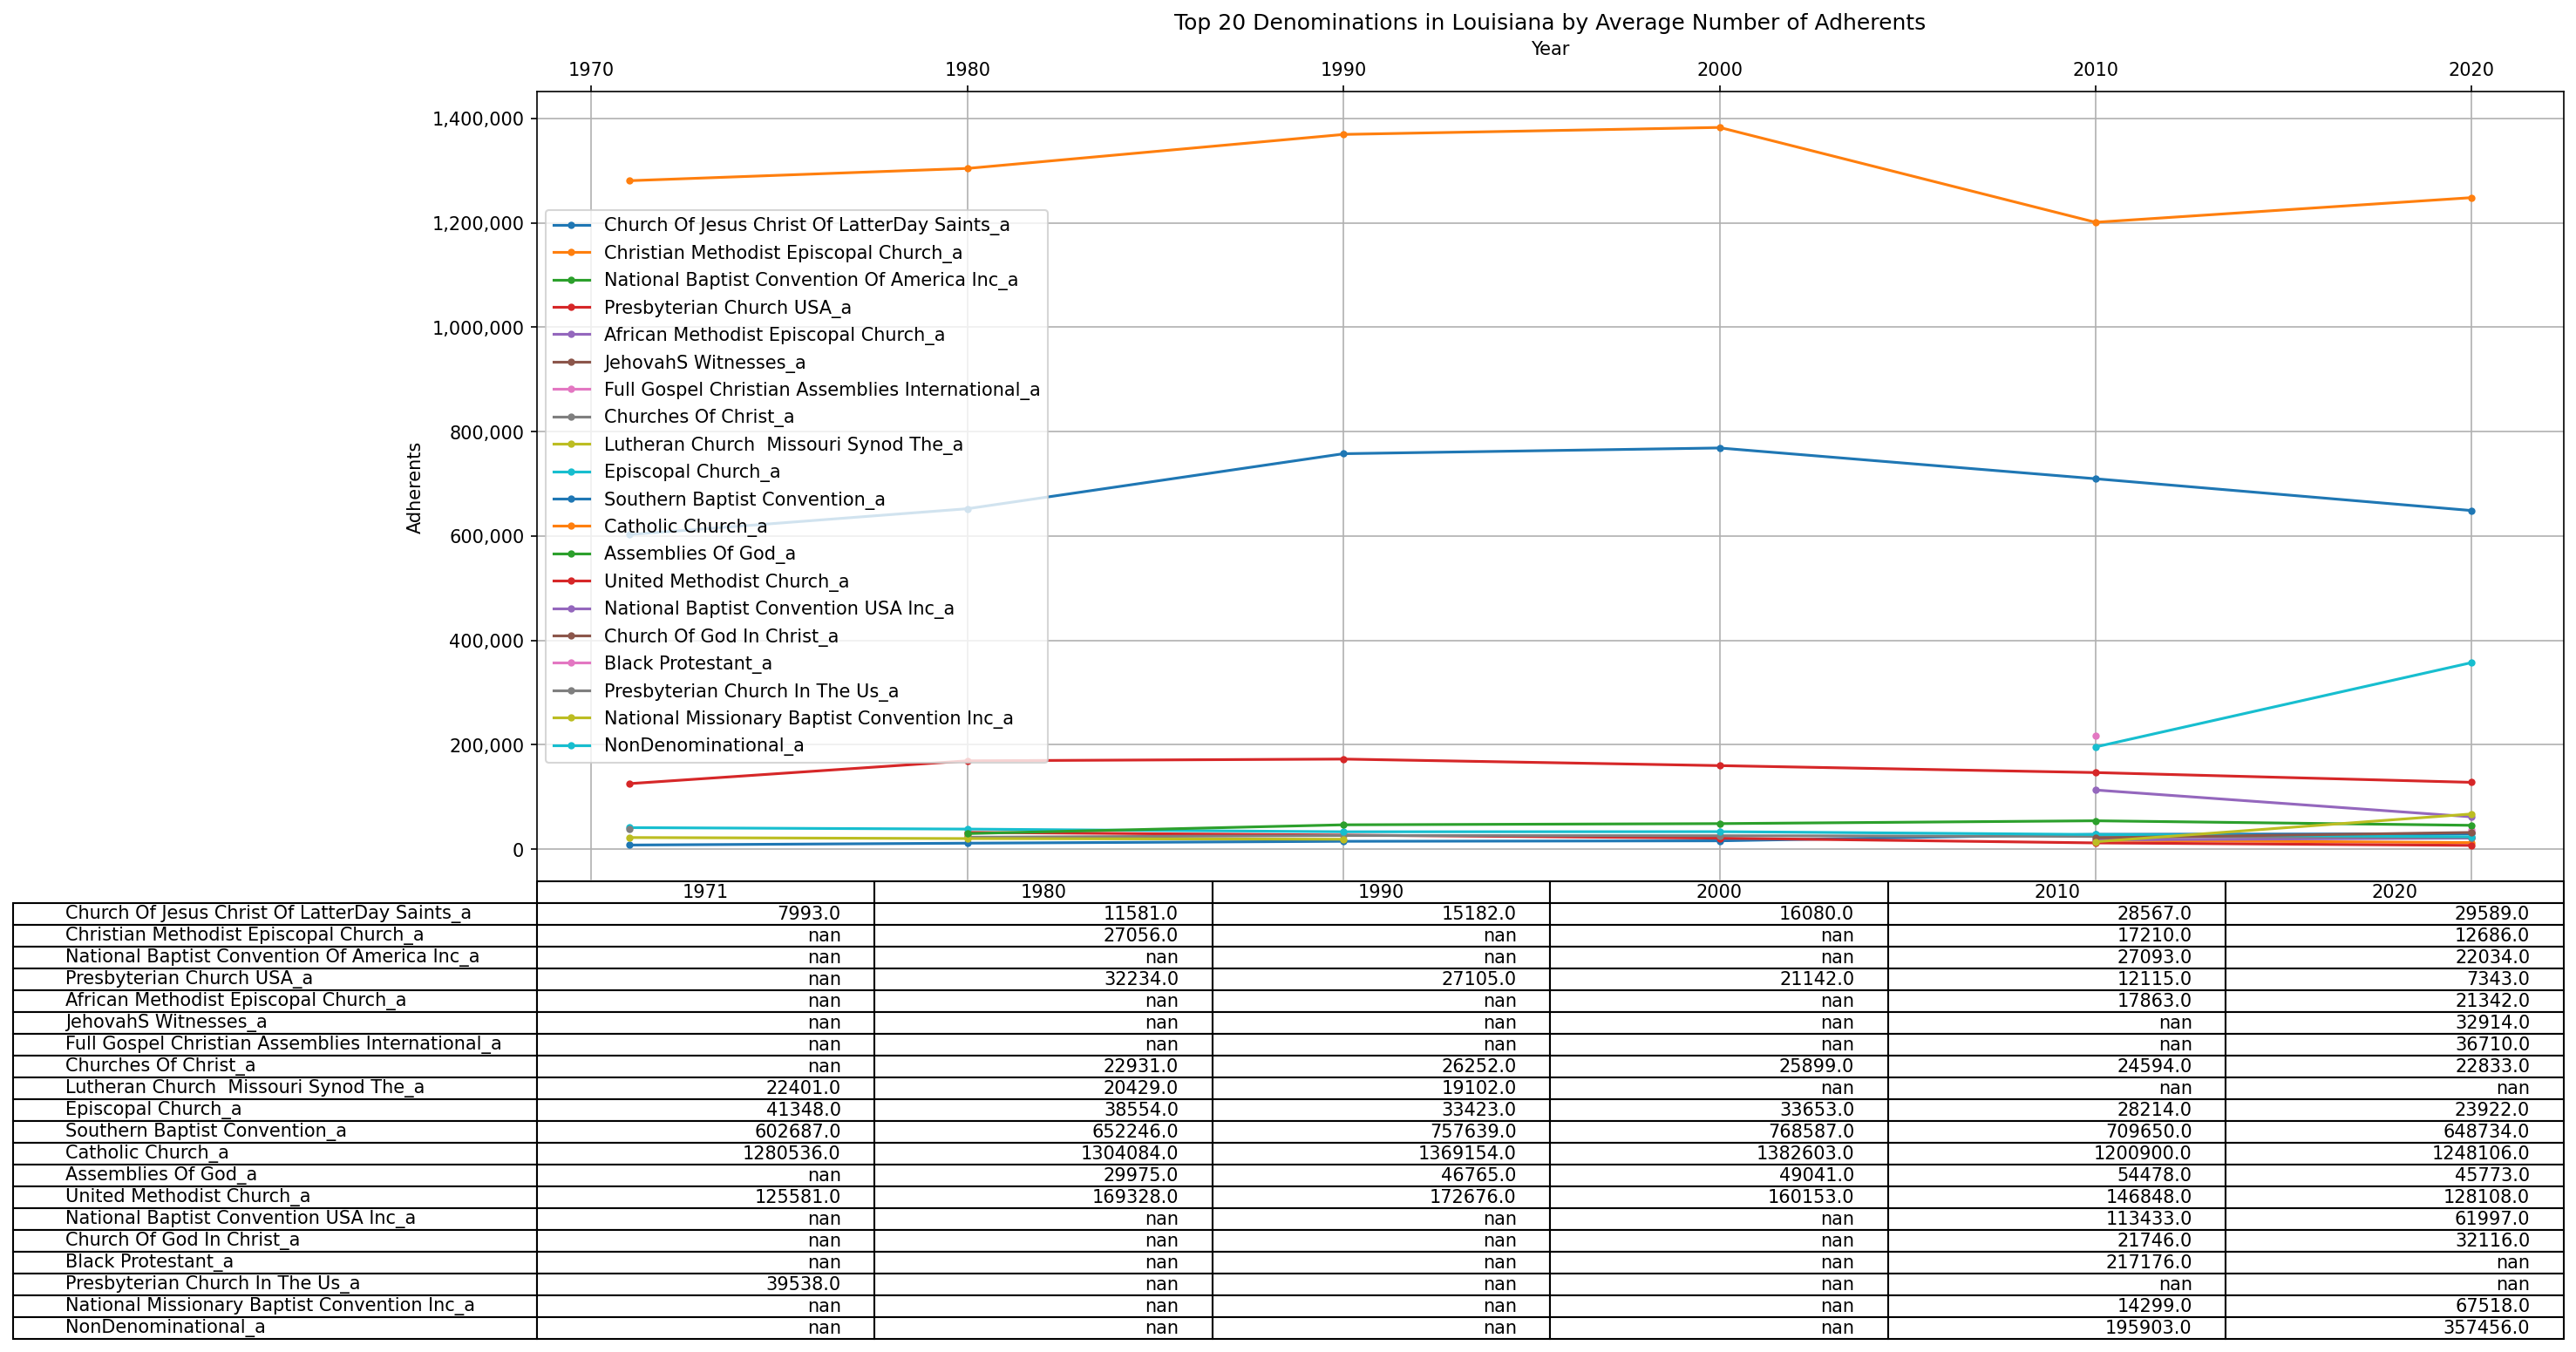 Top 20 Denominations in Louisiana by Average Number of Adherents
Year
1970 1980 1990 2000 2010 2020
1,400,000
1,200,000
1,000,000
800,000
600,000
400,000
200,000
0
Adherents
Church Of Jesus Christ Of LatterDay Saints_a
Christian Methodist Episcopal Church_a
National Baptist Convention Of America Inc_a
Presbyterian Church USA_a
African Methodist Episcopal Church_a
JehovahS Witnesses_a
Full Gospel Christian Assemblies International_a
Churches Of Christ_a
Lutheran Church  Missouri Synod The_a
Episcopal Church_a
Southern Baptist Convention_a
Catholic Church_a
Assemblies Of God_a
United Methodist Church_a
National Baptist Convention USA Inc_a
Church Of God In Christ_a
Black Protestant_a
Presbyterian Church In The Us_a
National Missionary Baptist Convention Inc_a
NonDenominational_a
1971 1980 1990 2000 2010 2020
Church Of Jesus Christ Of LatterDay Saints_a 7993.0 11581.0 15182.0 16080.0 28567.0 29589.0
Christian Methodist Episcopal Church_a nan 27056.0 nan nan 17210.0 12686.0
National Baptist Convention Of America Inc_a nan nan nan nan 27093.0 22034.0
Presbyterian Church USA_a nan 32234.0 27105.0 21142.0 12115.0 7343.0
African Methodist Episcopal Church_a nan nan nan nan 17863.0 21342.0
JehovahS Witnesses_a nan nan nan nan nan 32914.0
Full Gospel Christian Assemblies International_a nan nan nan nan nan 36710.0
Churches Of Christ_a nan 22931.0 26252.0 25899.0 24594.0 22833.0
Lutheran Church  Missouri Synod The_a 22401.0 20429.0 19102.0 nan nan nan
Episcopal Church_a 41348.0 38554.0 33423.0 33653.0 28214.0 23922.0
Southern Baptist Convention_a 602687.0 652246.0 757639.0 768587.0 709650.0 648734.0
Catholic Church_a 1280536.0 1304084.0 1369154.0 1382603.0 1200900.0 1248106.0
Assemblies Of God_a nan 29975.0 46765.0 49041.0 54478.0 45773.0
United Methodist Church_a 125581.0 169328.0 172676.0 160153.0 146848.0 128108.0
National Baptist Convention USA Inc_a nan nan nan nan 113433.0 61997.0
Church Of God In Christ_a nan nan nan nan 21746.0 32116.0
Black Protestant_a nan nan nan nan 217176.0 nan
Presbyterian Church In The Us_a 39538.0 nan nan nan nan nan
National Missionary Baptist Convention Inc_a nan nan nan nan 14299.0 67518.0
NonDenominational_a nan nan nan nan 195903.0 357456.0